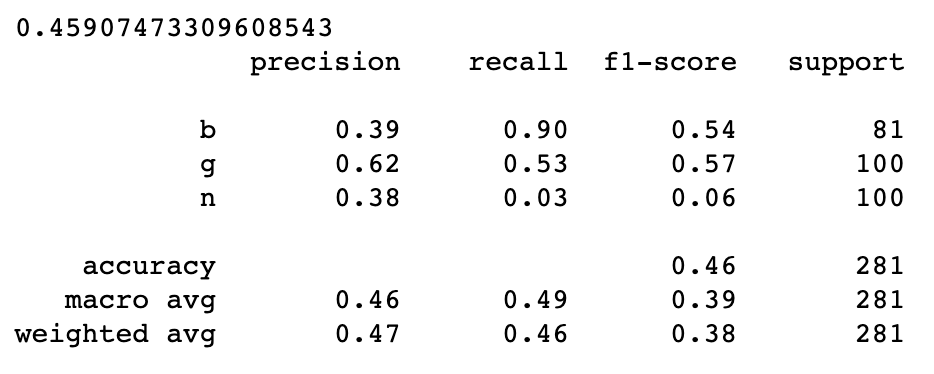 0.45907473309608543
precision recall f1-score support
b 0.39 0.90 0.54 81
g 0.62 0.53 0.57 100
n 0.38 0.03 0.06 100
accuracy 0.46 281
macro avg 0.46 0.49 0.39 281
weighted avg 0.47 0.46 0.38 281